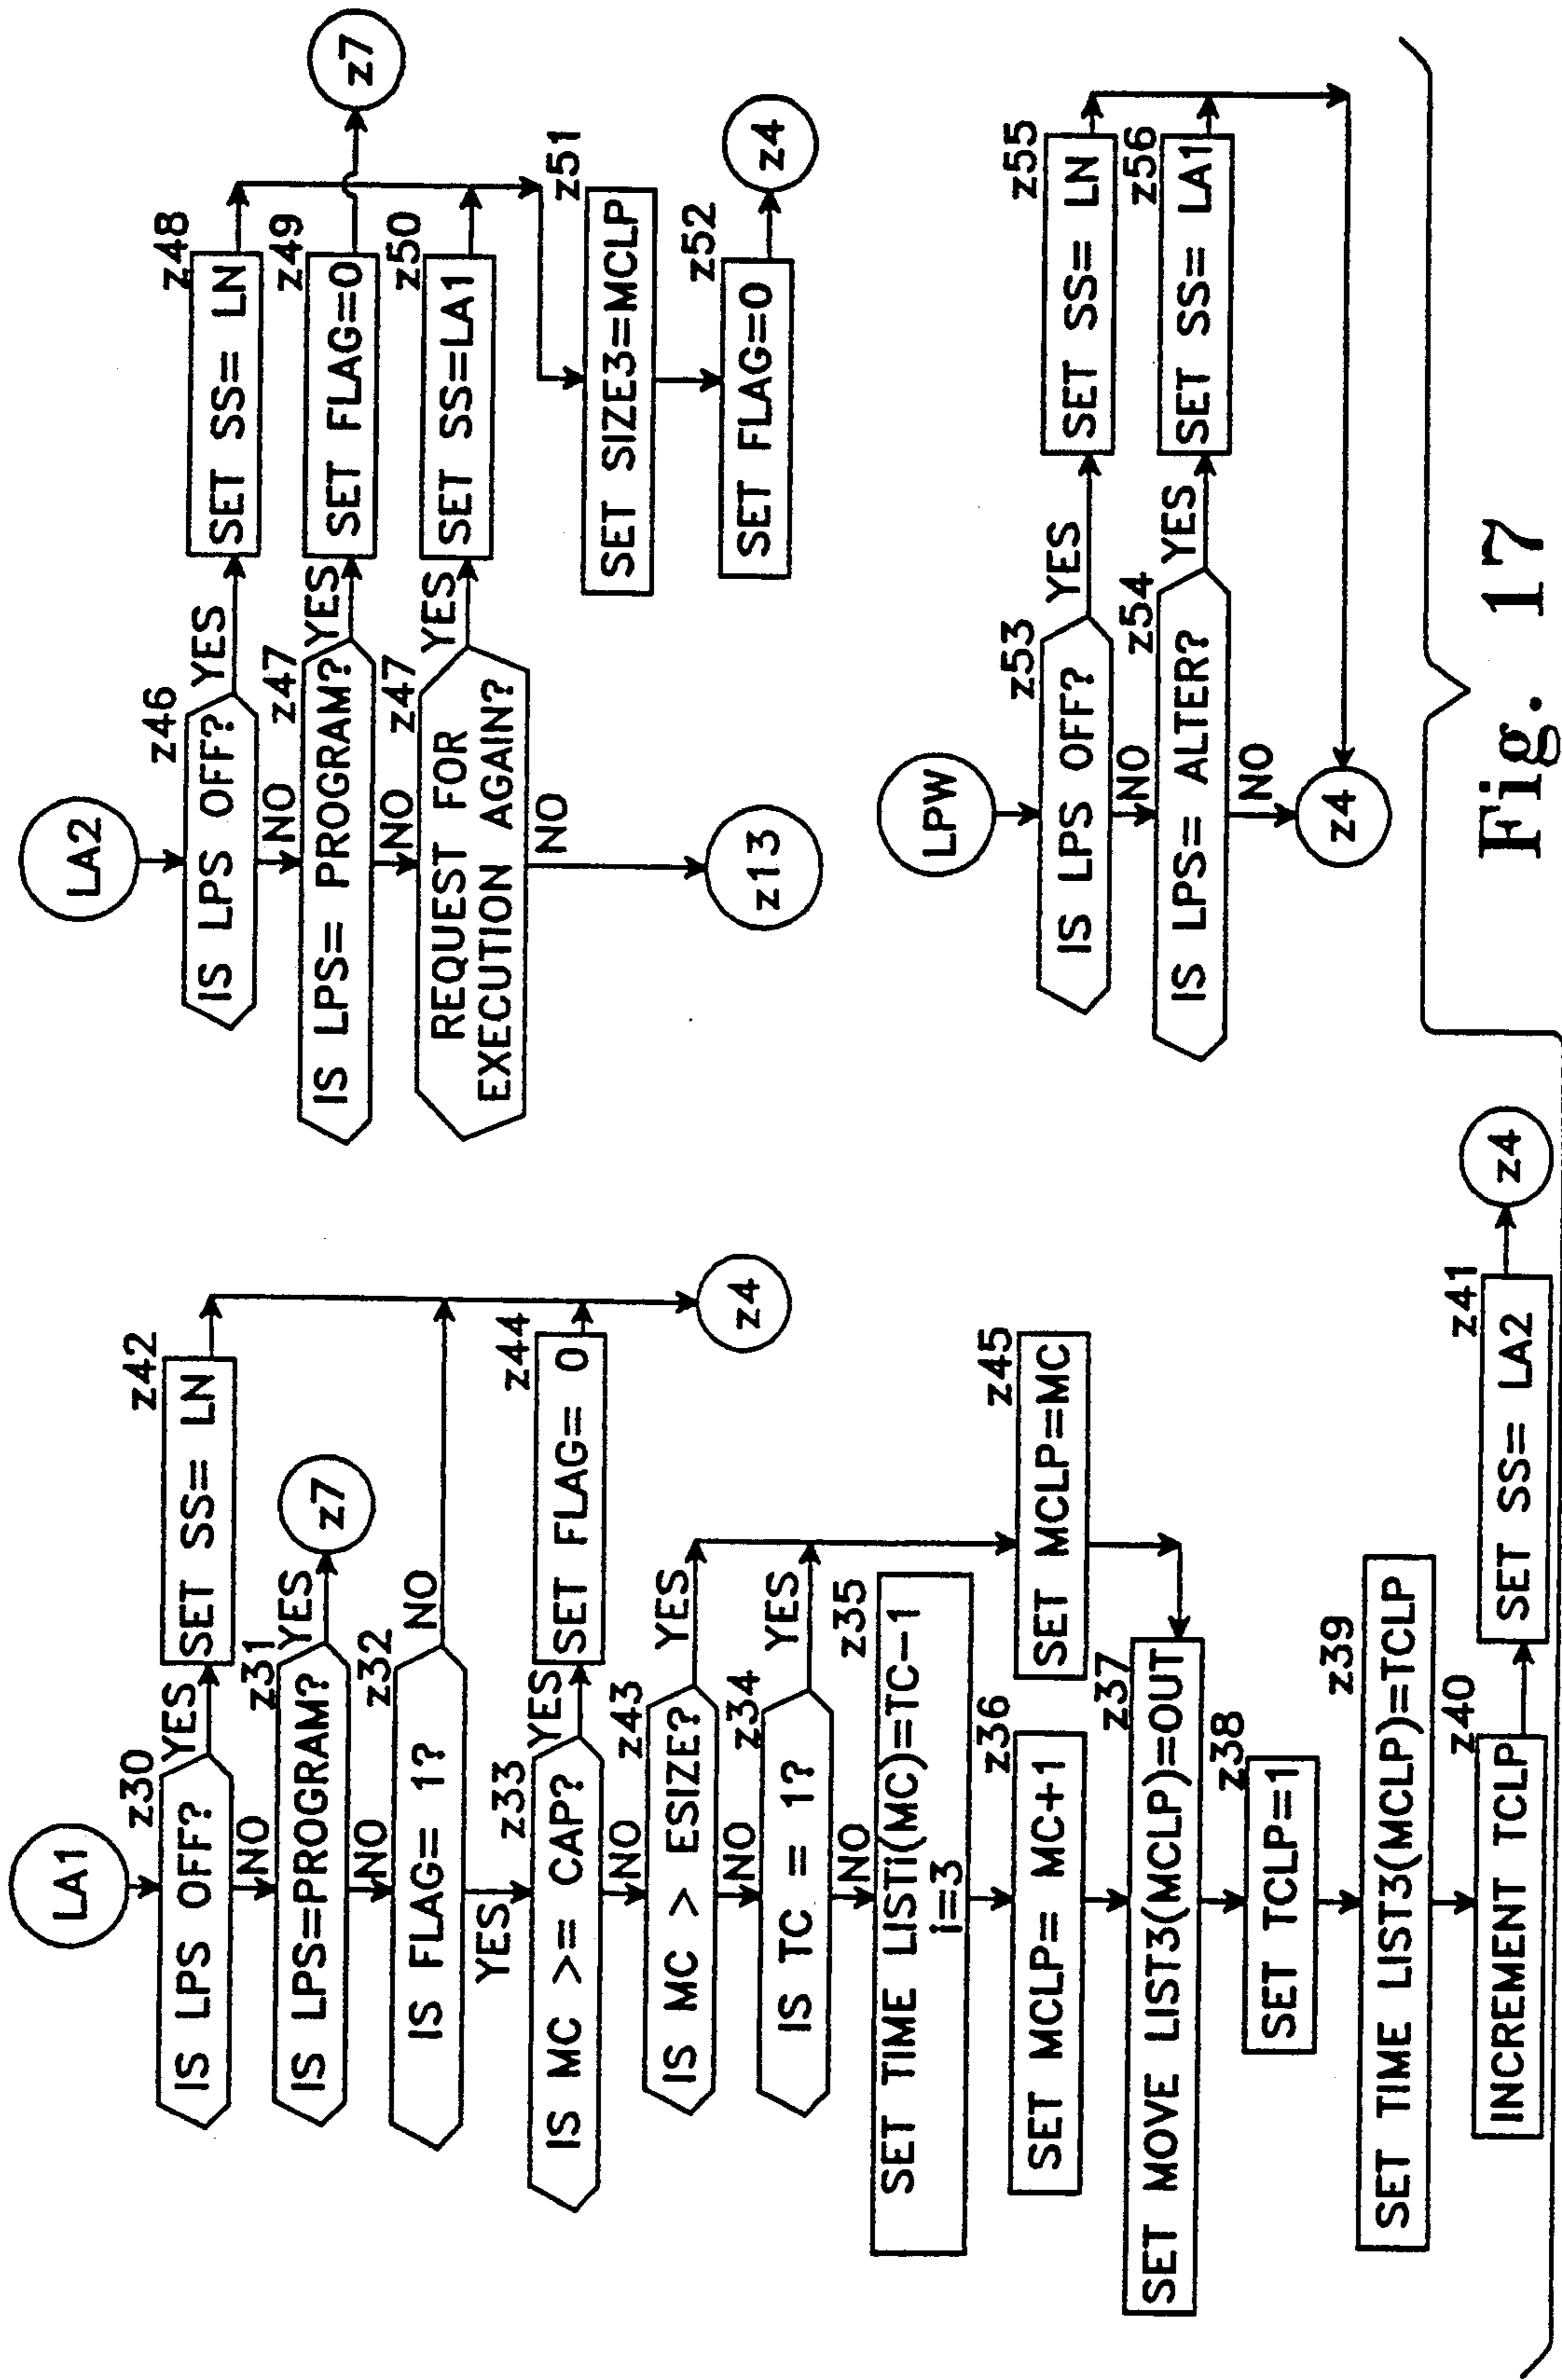 LA1
z30
IS LPS OFF?
YES
z42
SET SS= LN
NO
z31
IS LPS=PROGRAM?
YES
z7
NO
z32
IS FLAG= 1?
NO
YES
z33
IS MC >= CAP?
YES
z44
SET FLAG= 0
z4
NO
z43
IS MC > ESIZE?
YES
NO
z34
IS TC = 1?
YES
NO
z35
SET TIME LISTi(MC)=TC-1
i=3
z36
SET MCLP= MC+1
z45
SET MCLP=MC
z37
SET MOVE LIST3(MCLP)=OUT
z38
SET TCLP=1
z39
SET TIME LIST3(MCLP)=TCLP
z40
INCREMENT TCLP
z41
SET SS= LA2
z4
LA2
z46
IS LPS OFF?
YES
z48
SET SS= LN
NO
z47
IS LPS= PROGRAM?
YES
z49
SET FLAG=0
z7
NO
z47
REQUEST FOR
EXECUTION AGAIN?
YES
z50
SET SS=LA1
NO
z13
z51
SET SIZE3=MCLP
z52
SET FLAG=0
z4
LPW
z53
IS LPS OFF?
YES
z55
SET SS= LN
NO
z54
IS LPS= ALTER?
YES
z56
SET SS= LA1
NO
z4
Fig. 17